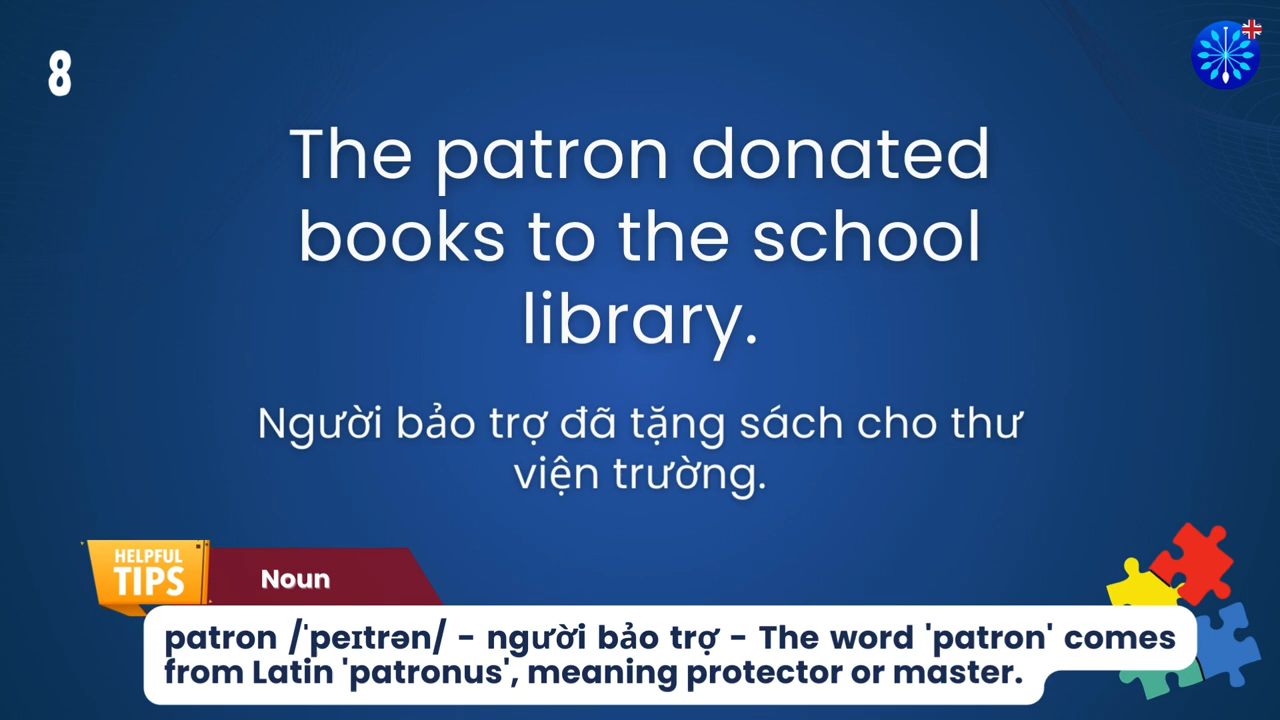 8
The patron donated
books to the school
library.
Người bảo trợ đã tặng sách cho thư
viện trường.
HELPFUL
TIPS
Noun
patron /ˈpeɪtrən/ - người bảo trợ - The word 'patron' comes
from Latin 'patronus', meaning protector or master.